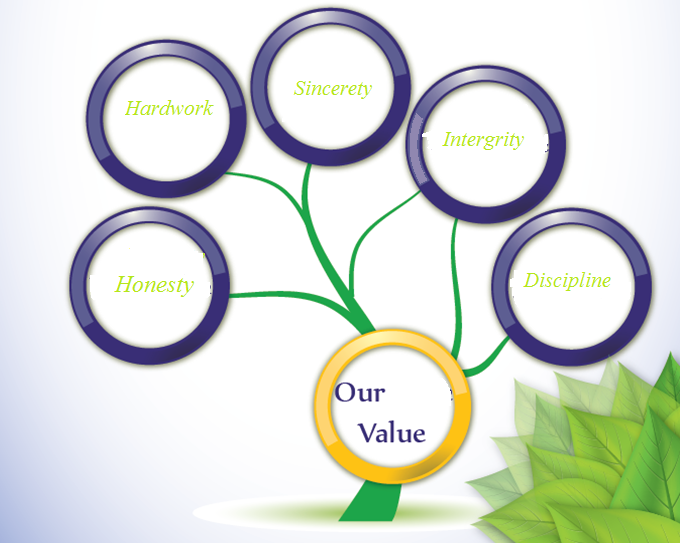 Hardwork
Sincerety
Intergrity
Honesty
Discipline
Our
Value